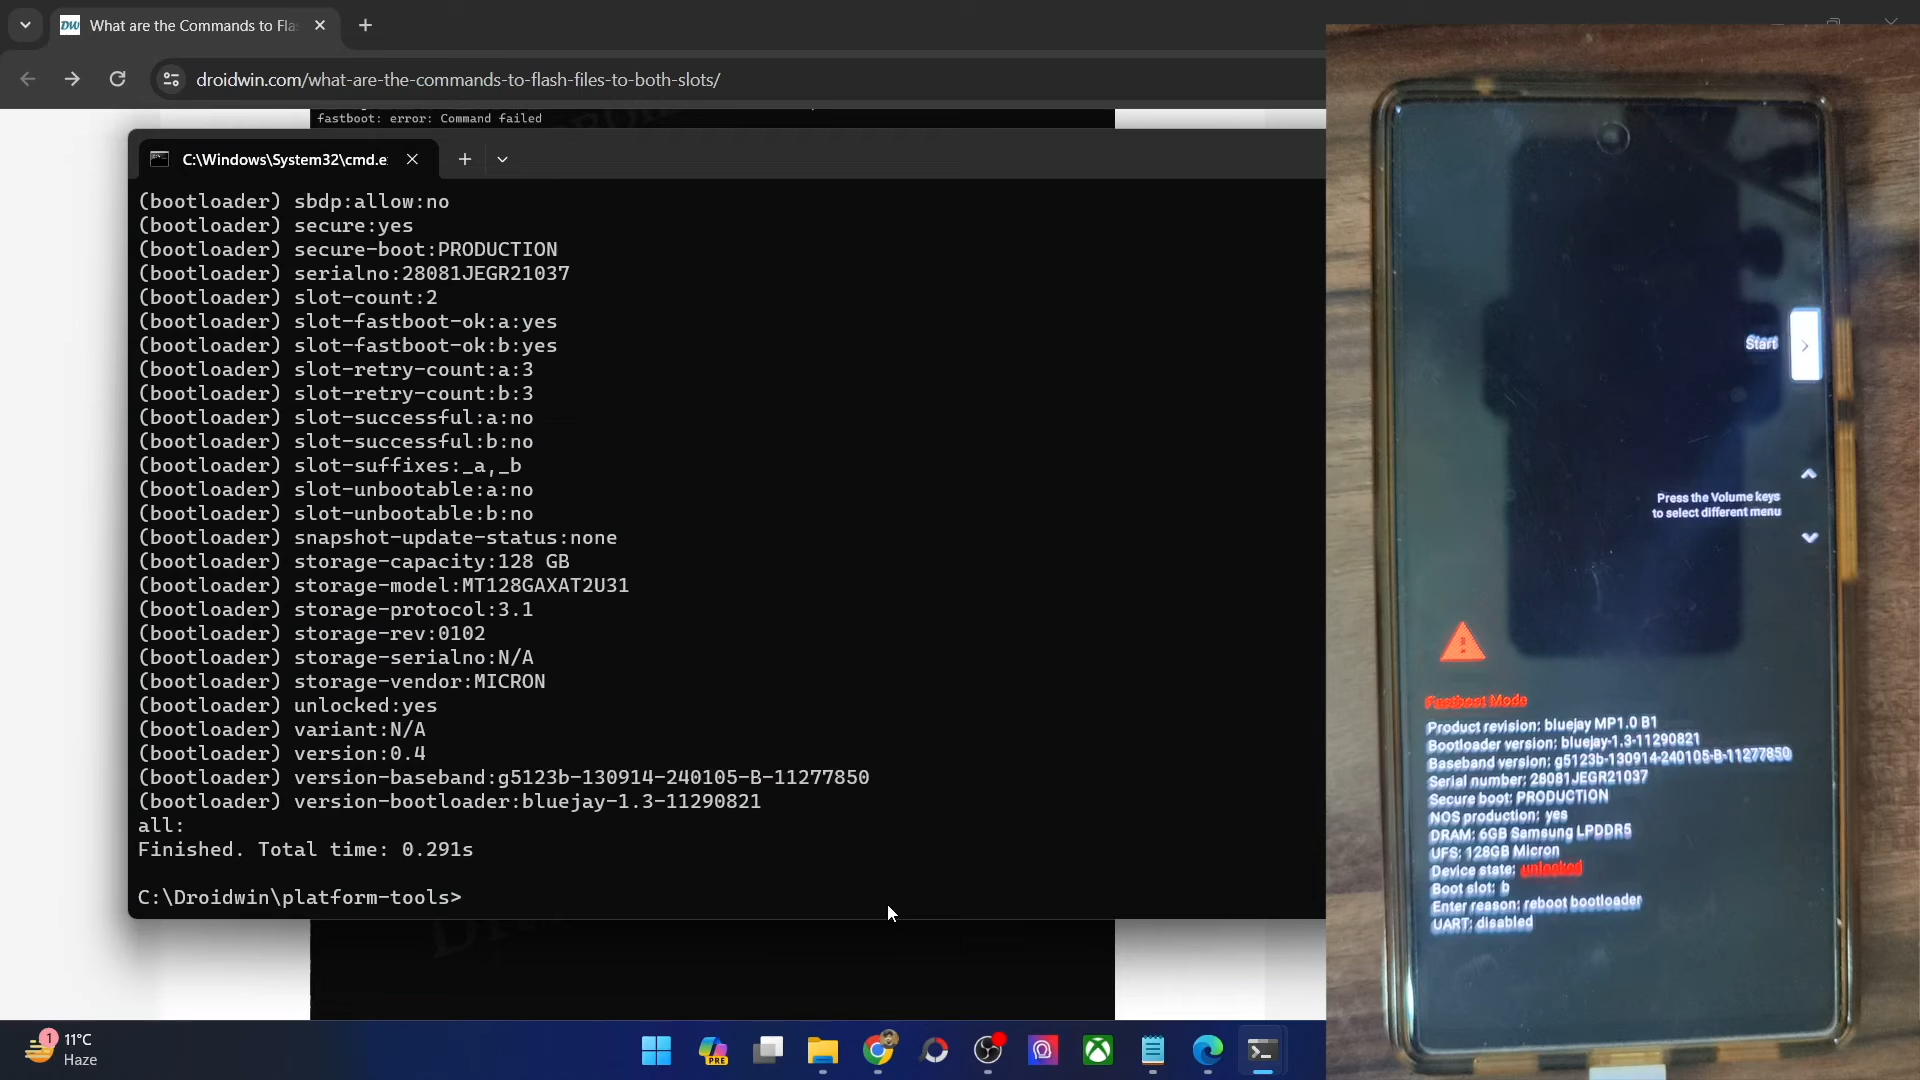 What are the Commands to Fla
droidwin.com/what-are-the-commands-to-flash-files-to-both-slots/
fastboot: error: Command failed
C:\Windows\System32\cmd.e
(bootloader) sbdp:allow:no
(bootloader) secure:yes
(bootloader) secure-boot:PRODUCTION
(bootloader) serialno:28081JEGR21037
(bootloader) slot-count:2
(bootloader) slot-fastboot-ok:a:yes
(bootloader) slot-fastboot-ok:b:yes
(bootloader) slot-retry-count:a:3
(bootloader) slot-retry-count:b:3
(bootloader) slot-successful:a:no
(bootloader) slot-successful:b:no
(bootloader) slot-suffixes:_a,_b
(bootloader) slot-unbootable:a:no
(bootloader) slot-unbootable:b:no
(bootloader) snapshot-update-status:none
(bootloader) storage-capacity:128 GB
(bootloader) storage-model:MT128GAXAT2U31
(bootloader) storage-protocol:3.1
(bootloader) storage-rev:0102
(bootloader) storage-serialno:N/A
(bootloader) storage-vendor:MICRON
(bootloader) unlocked:yes
(bootloader) variant:N/A
(bootloader) version:0.4
(bootloader) version-baseband:g5123b-130914-240105-B-11277850
(bootloader) version-bootloader:bluejay-1.3-11290821
all:
Finished. Total time: 0.291s
C:\Droidwin\platform-tools>
Start
Press the Volume keys
to select different menu
Fastboot Mode
Product revision: bluejay MP1.0 B1
Bootloader version: bluejay-1.3-11290821
Baseband version: g5123b-130914-240105-B-11277850
Serial number: 28081JEGR21037
Secure boot: PRODUCTION
NOS production: yes
DRAM: 6GB Samsung LPDDR5
UFS: 128GB Micron
Device state: unlocked
Boot slot: b
Enter reason: reboot bootloader
UART: disabled
1
11°C
Haze
PRE